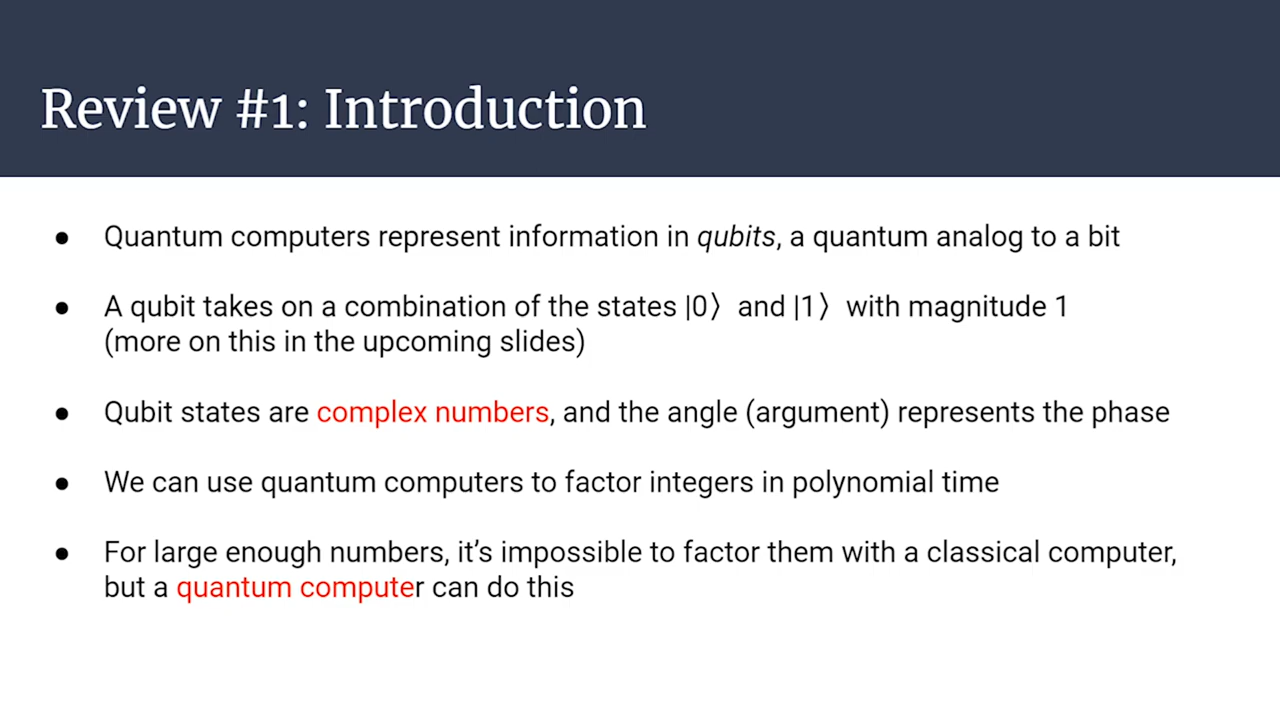 Review #1: Introduction
● Quantum computers represent information in qubits, a quantum analog to a bit
● A qubit takes on a combination of the states |0⟩ and |1⟩ with magnitude 1
(more on this in the upcoming slides)
● Qubit states are complex numbers, and the angle (argument) represents the phase
● We can use quantum computers to factor integers in polynomial time
● For large enough numbers, it’s impossible to factor them with a classical computer,
but a quantum computer can do this